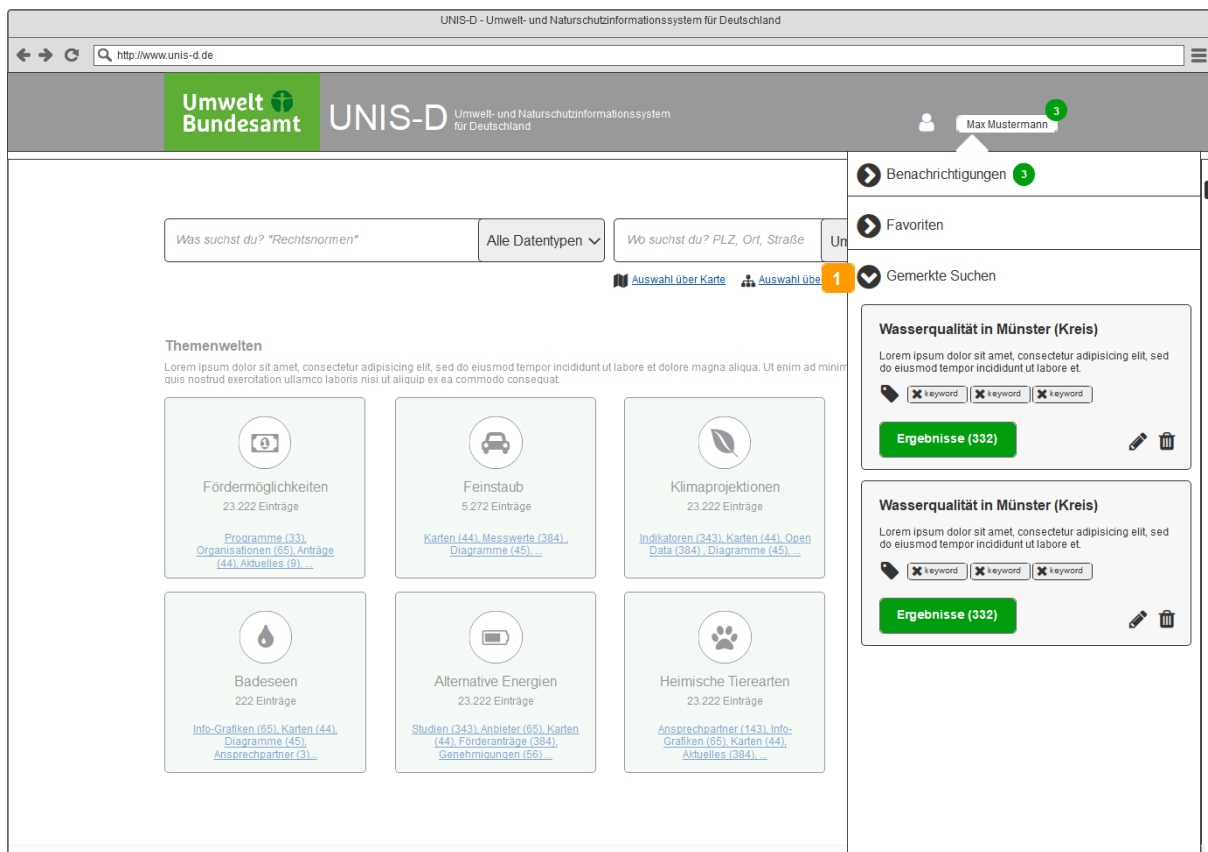 UNIS-D - Umwelt- und Naturschutzinformationssystem für Deutschland
http://www.unis-d.de
Umwelt
Bundesamt
UNIS-D
Umwelt- und Naturschutzinformationssystem
für Deutschland
Max Mustermann
3
Benachrichtigungen 3
Favoriten
Gemerkte Suchen
1
Wasserqualität in Münster (Kreis)
Lorem ipsum dolor sit amet, consectetur adipisicing elit, sed
do eiusmod tempor incididunt ut labore et.
keyword keyword keyword
Ergebnisse (332)
Wasserqualität in Münster (Kreis)
Lorem ipsum dolor sit amet, consectetur adipisicing elit, sed
do eiusmod tempor incididunt ut labore et.
keyword keyword keyword
Ergebnisse (332)
Was suchst du? "Rechtsnormen"
Alle Datentypen
Wo suchst du? PLZ, Ort, Straße
Um
Auswahl über Karte
Auswahl übe
Themenwelten
Lorem ipsum dolor sit amet, consectetur adipisicing elit, sed do eiusmod tempor incididunt ut labore et dolore magna aliqua. Ut enim ad minim
quis nostrud exercitation ullamco laboris nisi ut aliquip ex ea commodo consequat.
Fördermöglichkeiten
23.222 Einträge
Programme (33),
Organisationen (65), Anträge
(44), Aktuelles (9), ...
Feinstaub
5.272 Einträge
Karten (44), Messwerte (384) ,
Diagramme (45), ...
Klimaprojektionen
23.222 Einträge
Indikatoren (343), Karten (44), Open
Data (384) , Diagramme (45), ...
Badeseen
222 Einträge
Info-Grafiken (65), Karten (44),
Diagramme (45),
Ansprechpartner (3)...
Alternative Energien
23.222 Einträge
Studien (343), Anbieter (65), Karten
(44), Förderanträge (384),
Genehmigungen (56) ...
Heimische Tierearten
23.222 Einträge
Ansprechpartner (143), Info-
Grafiken (65), Karten (44),
Aktuelles (384), ...